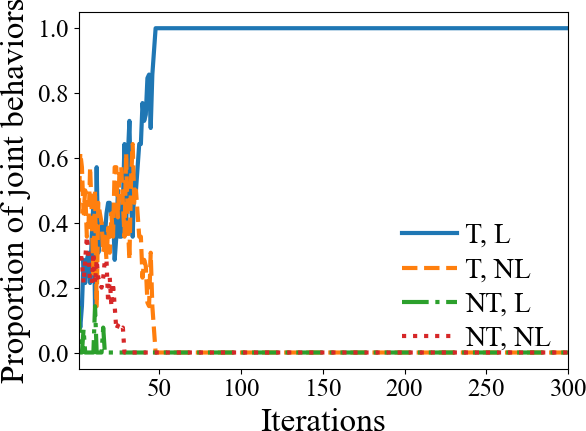 Proportion of joint behaviors
1.0
0.8
0.6
0.4
0.2
0.0
T, L
T, NL
NT, L
NT, NL
50 100 150 200 250 300
Iterations